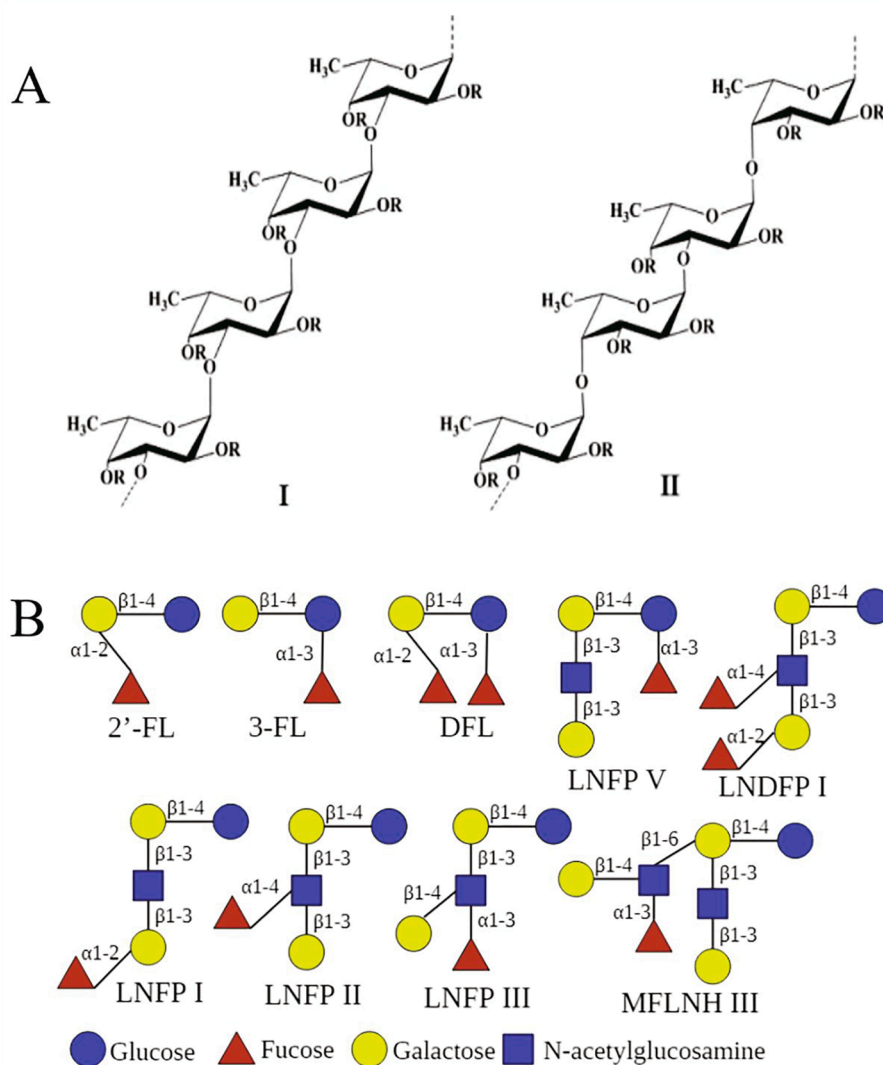 A
H₃C
O
OR
OR
O
H₃C
O
OR
OR
O
H₃C
O
OR
OR
O
H₃C
O
OR
OR
O
I
H₃C
O
OR
OR
O
H₃C
O
OR
OR
O
H₃C
O
OR
OR
O
H₃C
O
OR
OR
O
II
B
β1-4
α1-2
2’-FL
β1-4
α1-3
3-FL
β1-4
α1-2
α1-3
DFL
β1-4
β1-3
α1-3
β1-3
LNFP V
β1-4
β1-3
α1-4
β1-3
α1-2
LNDFP I
β1-4
β1-3
β1-3
α1-2
LNFP I
β1-4
β1-3
α1-4
β1-3
LNFP II
β1-4
β1-3
β1-4
α1-3
LNFP III
β1-6
β1-4
β1-4
β1-3
α1-3
β1-3
MFLNH III
Glucose Fucose Galactose N-acetylglucosamine